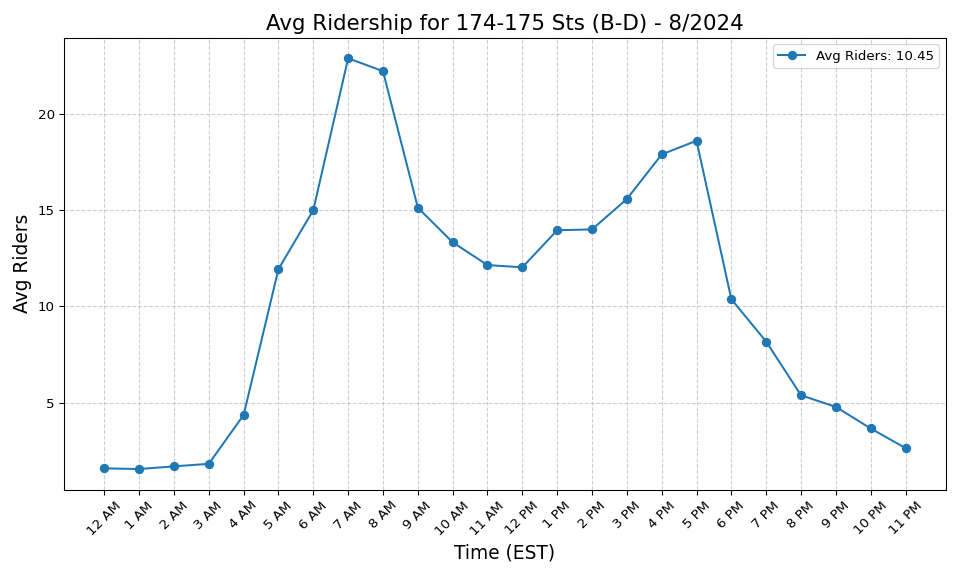 Avg Ridership for 174-175 Sts (B-D) - 8/2024
Avg Riders: 10.45
Avg Riders
20
15
10
5
12 AM
1 AM
2 AM
3 AM
4 AM
5 AM
6 AM
7 AM
8 AM
9 AM
10 AM
11 AM
12 PM
1 PM
2 PM
3 PM
4 PM
5 PM
6 PM
7 PM
8 PM
9 PM
10 PM
11 PM
Time (EST)